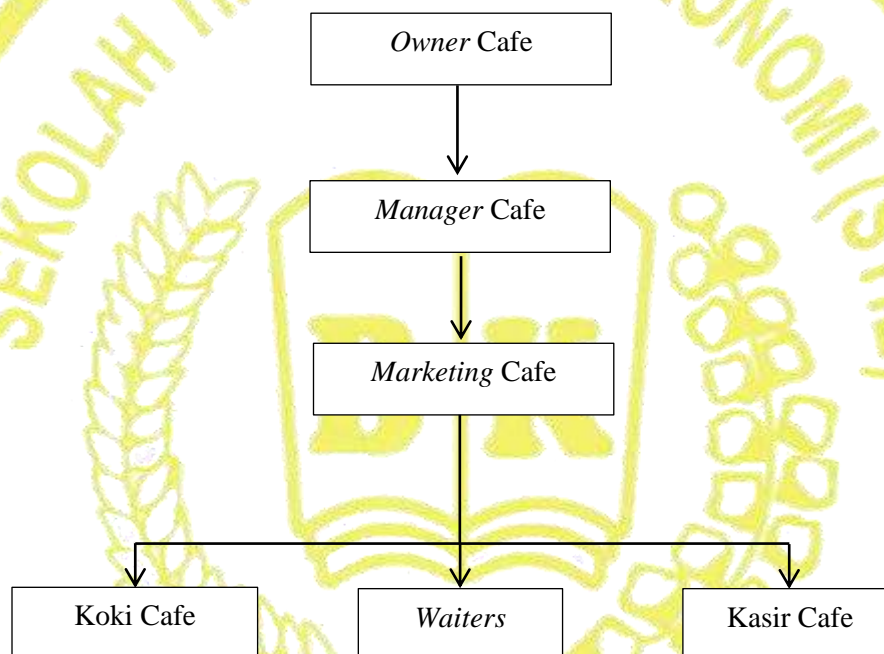 SEKOLAH
Owner Cafe
Manager Cafe
Marketing Cafe
Koki Cafe
Waiters
Kasir Cafe